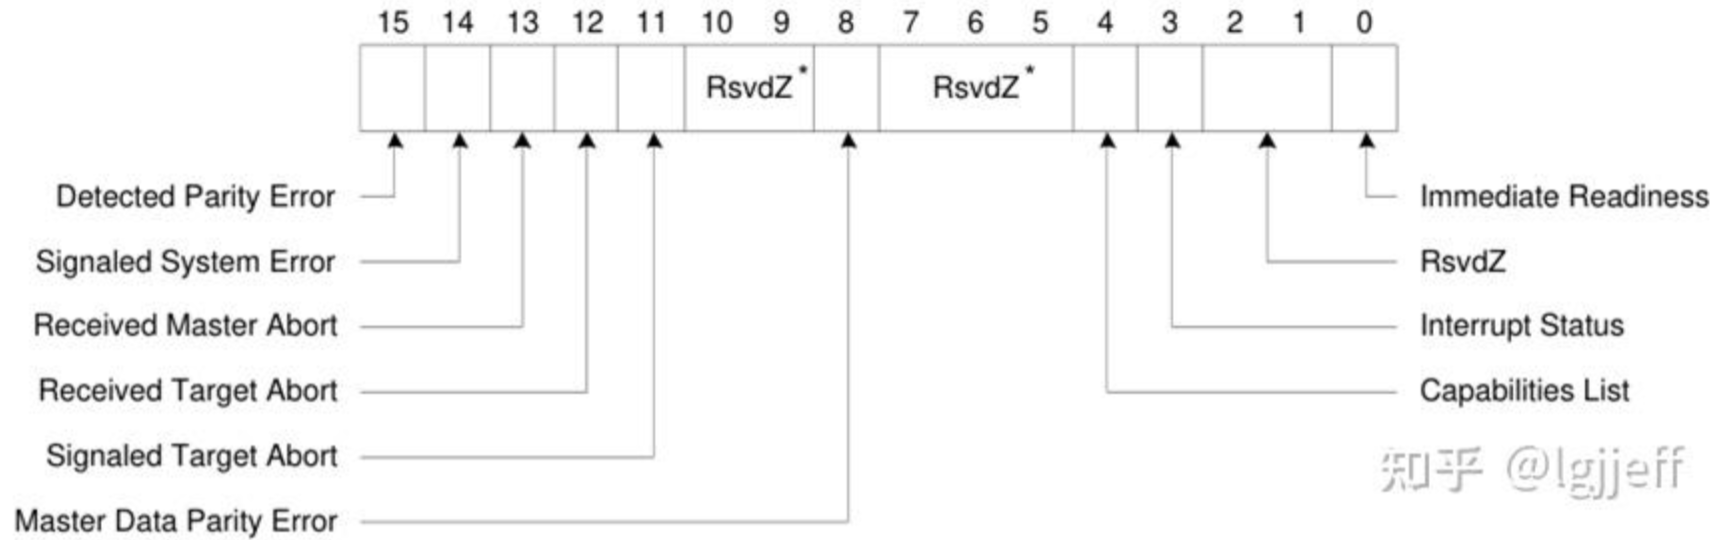 15 14 13 12 11 10 9 8 7 6 5 4 3 2 1 0
RsvdZ* RsvdZ*
Detected Parity Error Immediate Readiness
Signaled System Error RsvdZ
Received Master Abort Interrupt Status
Received Target Abort Capabilities List
Signaled Target Abort
知乎 @lgjjeff
Master Data Parity Error